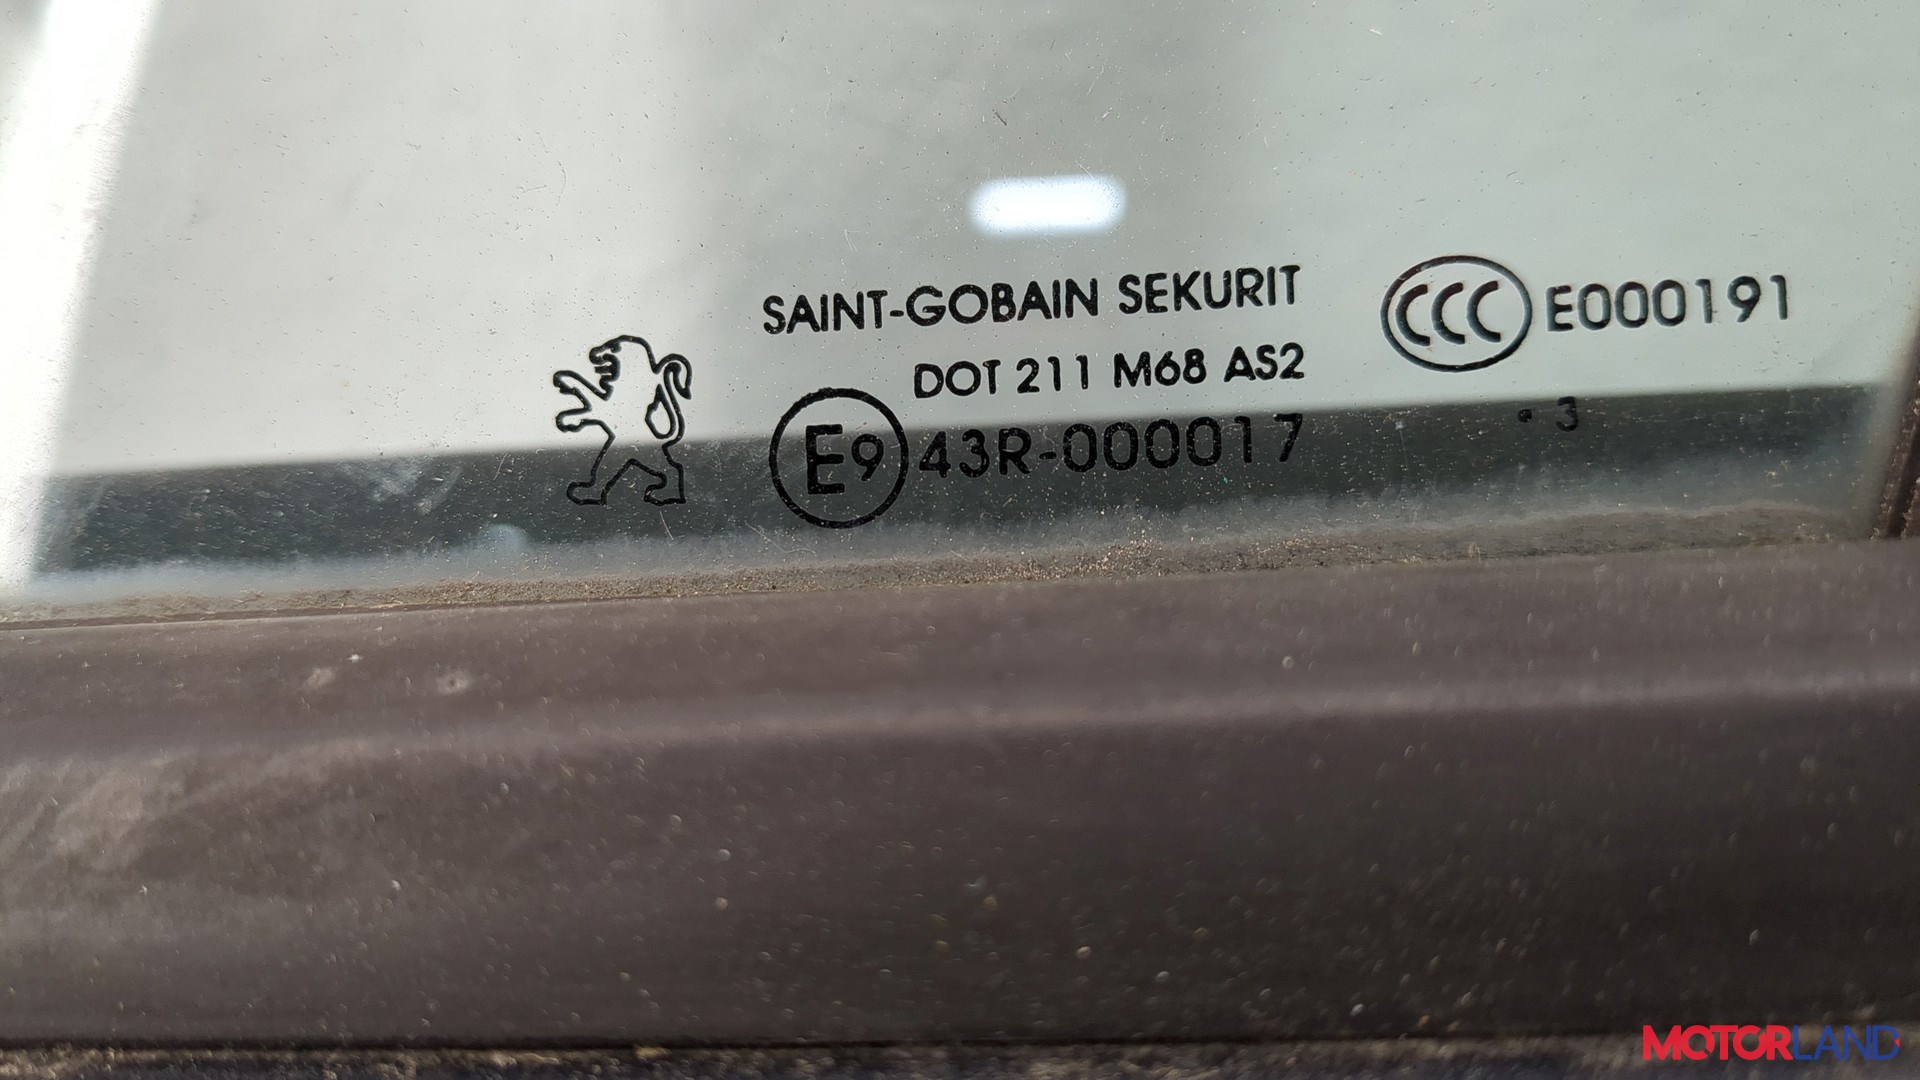 SAINT-GOBAIN SEKURIT
DOT 211 M68 AS2
E9 43R-000017
CCC E000191
· 3
MOTORLAND